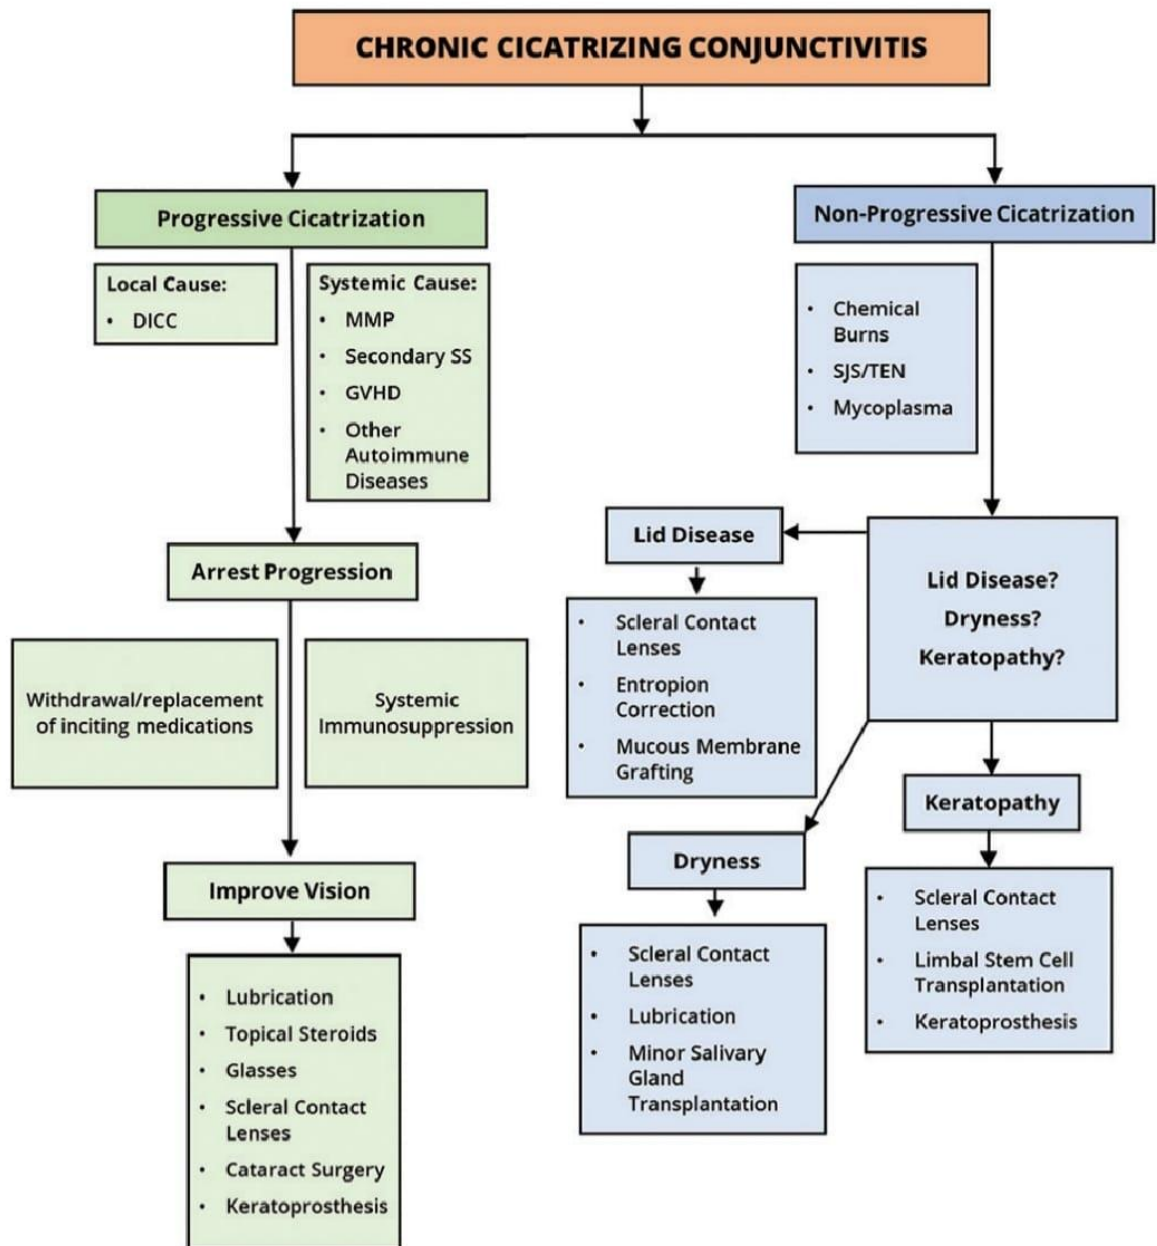 CHRONIC CICATRIZING CONJUNCTIVITIS
Progressive Cicatrization
Local Cause:
• DICC
Systemic Cause:
• MMP
• Secondary SS
• GVHD
• Other
Autoimmune
Diseases
Arrest Progression
Withdrawal/replacement
of inciting medications
Systemic
Immunosuppression
Improve Vision
• Lubrication
• Topical Steroids
• Glasses
• Scleral Contact
Lenses
• Cataract Surgery
• Keratoprosthesis
Non-Progressive Cicatrization
• Chemical
Burns
• SJS/TEN
• Mycoplasma
Lid Disease?
Dryness?
Keratopathy?
Lid Disease
• Scleral Contact
Lenses
• Entropion
Correction
• Mucous Membrane
Grafting
Dryness
• Scleral Contact
Lenses
• Lubrication
• Minor Salivary
Gland
Transplantation
Keratopathy
• Scleral Contact
Lenses
• Limbal Stem Cell
Transplantation
• Keratoprosthesis